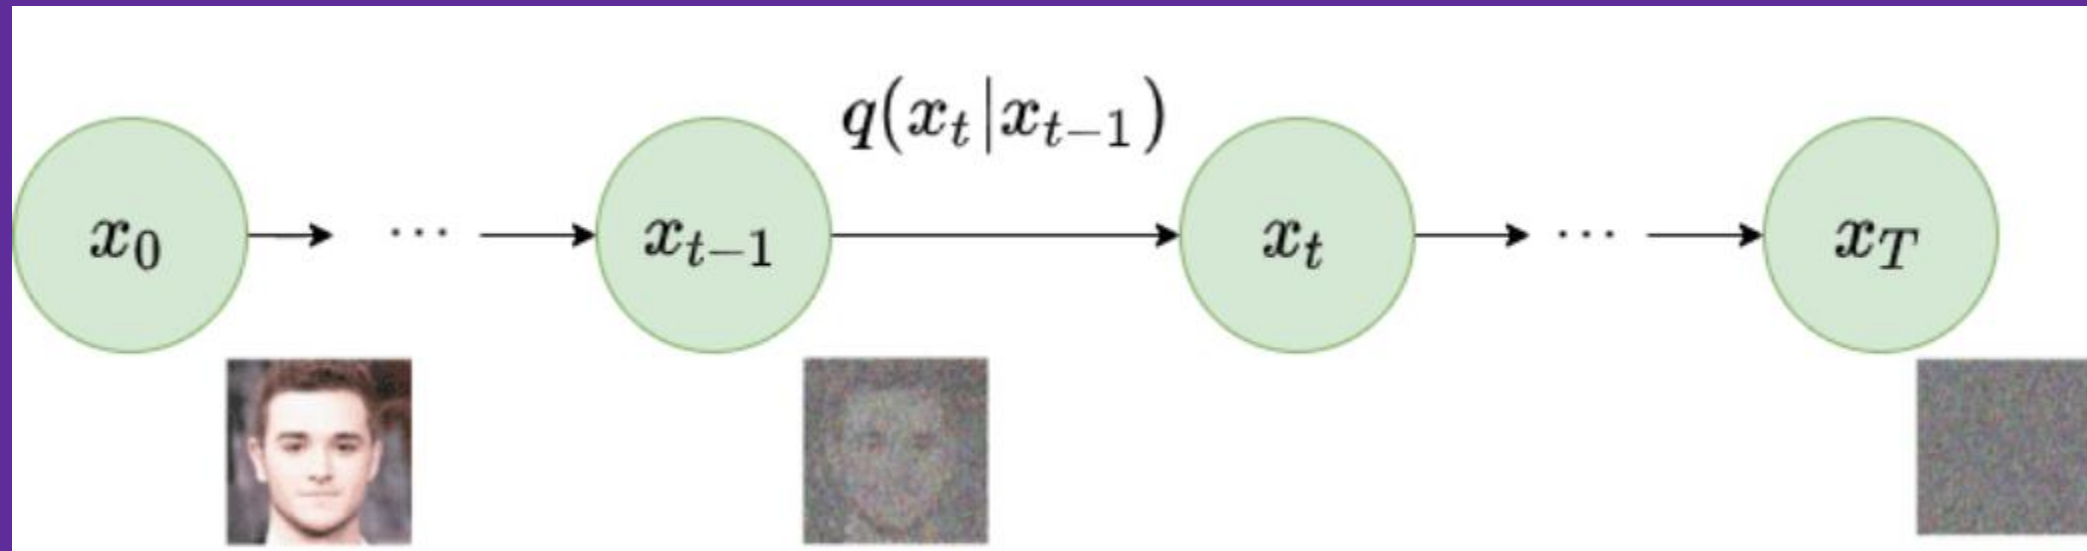 q(x_t|x_{t-1})
x_0 ... x_{t-1} x_t ... x_T